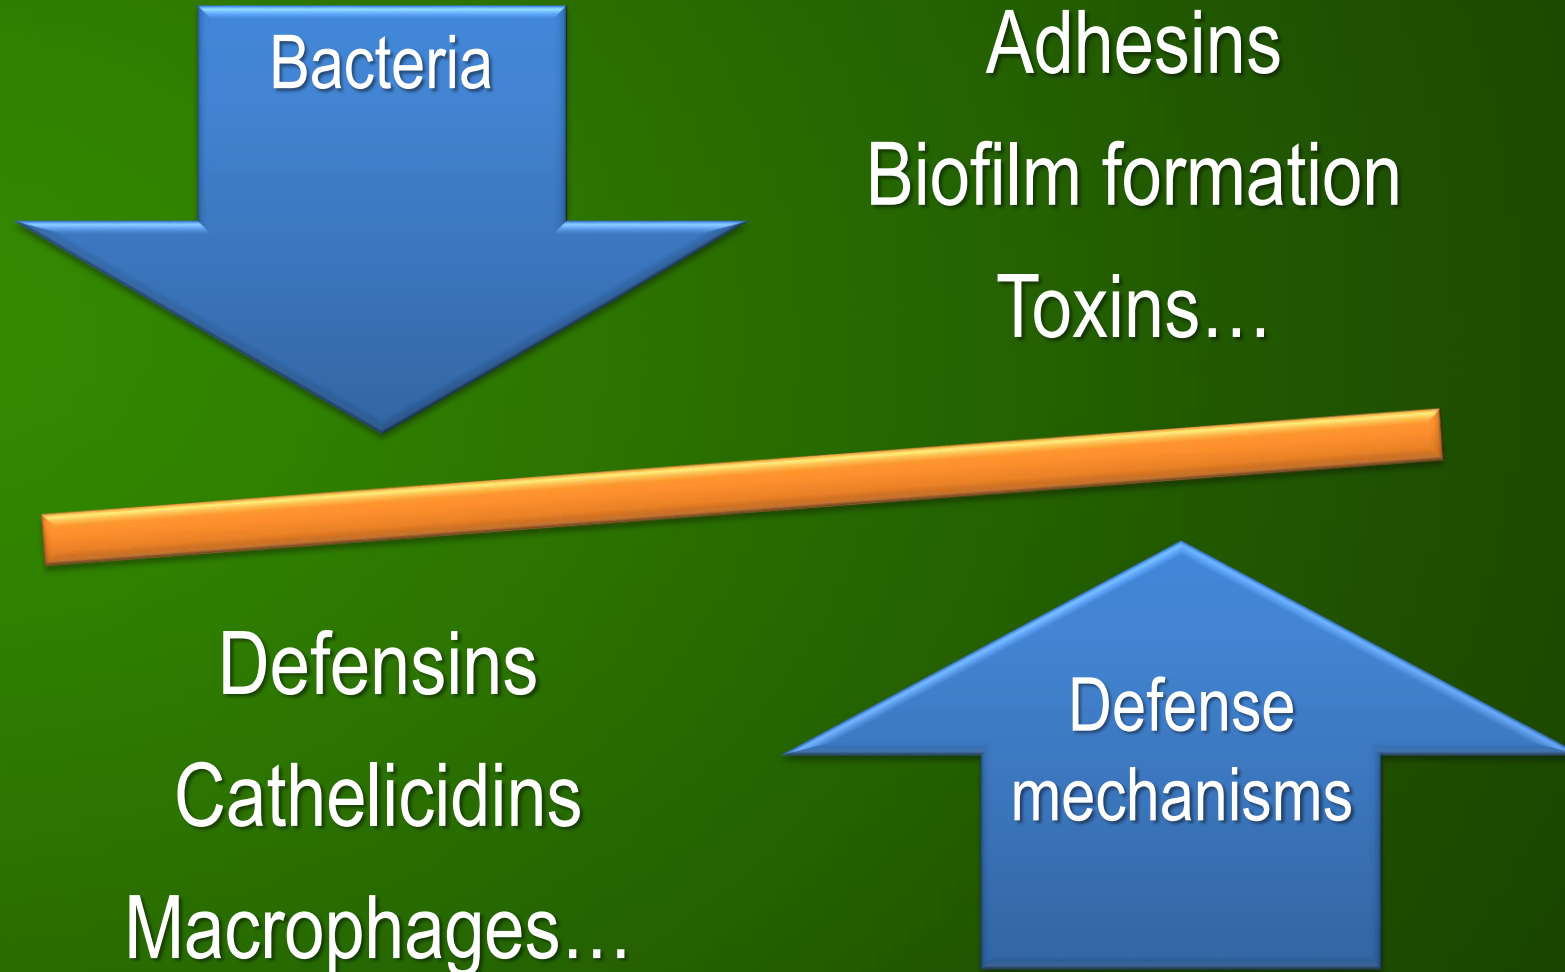 Bacteria
Adhesins
Biofilm formation
Toxins…
Defensins
Cathelicidins
Macrophages…
Defense
mechanisms